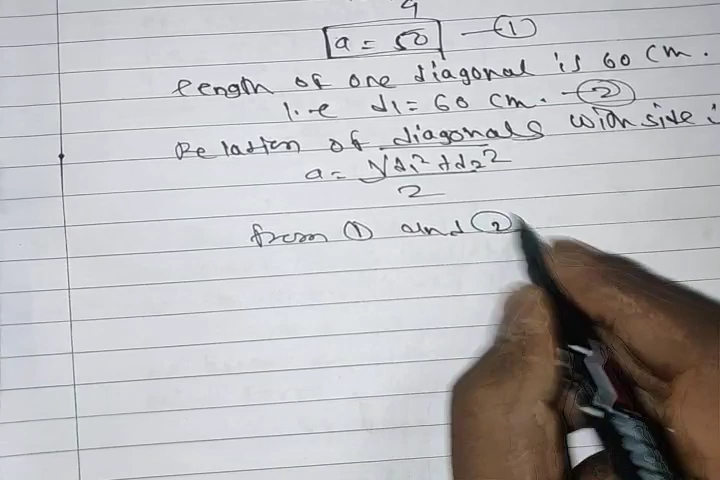 4
a = 50 — ①
Length of one diagonal is 60 cm.
i.e d1 = 60 cm. — ②
Relation of diagonals with side i
a = √d1² + d2²
2
from ① and ②